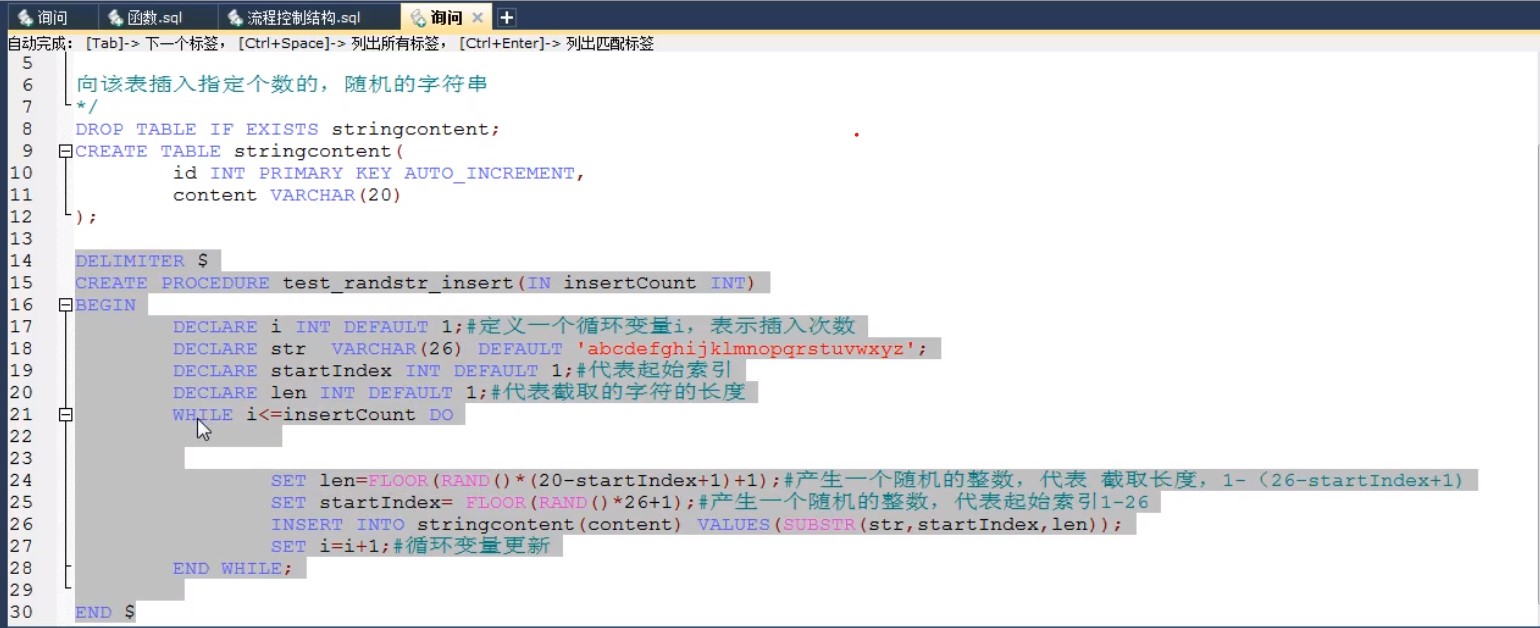 询问 函数.sql 流程控制结构.sql 询问
自动完成: [Tab]-> 下一个标签, [Ctrl+Space]-> 列出所有标签, [Ctrl+Enter]-> 列出匹配标签
5
6 向该表插入指定个数的,随机的字符串
7 */
8 DROP TABLE IF EXISTS stringcontent;
9 CREATE TABLE stringcontent(
10 id INT PRIMARY KEY AUTO_INCREMENT,
11 content VARCHAR(20)
12 );
13
14 DELIMITER $
15 CREATE PROCEDURE test_randstr_insert(IN insertCount INT)
16 BEGIN
17 DECLARE i INT DEFAULT 1;#定义一个循环变量i,表示插入次数
18 DECLARE str VARCHAR(26) DEFAULT 'abcdefghijklmnopqrstuvwxyz';
19 DECLARE startIndex INT DEFAULT 1;#代表起始索引
20 DECLARE len INT DEFAULT 1;#代表截取的字符的长度
21 WHILE i<=insertCount DO
22
23
24 SET len=FLOOR(RAND()*(20-startIndex+1)+1);#产生一个随机的整数,代表 截取长度,1-(26-startIndex+1)
25 SET startIndex= FLOOR(RAND()*26+1);#产生一个随机的整数,代表起始索引1-26
26 INSERT INTO stringcontent(content) VALUES(SUBSTR(str,startIndex,len));
27 SET i=i+1;#循环变量更新
28 END WHILE;
29
30 END $